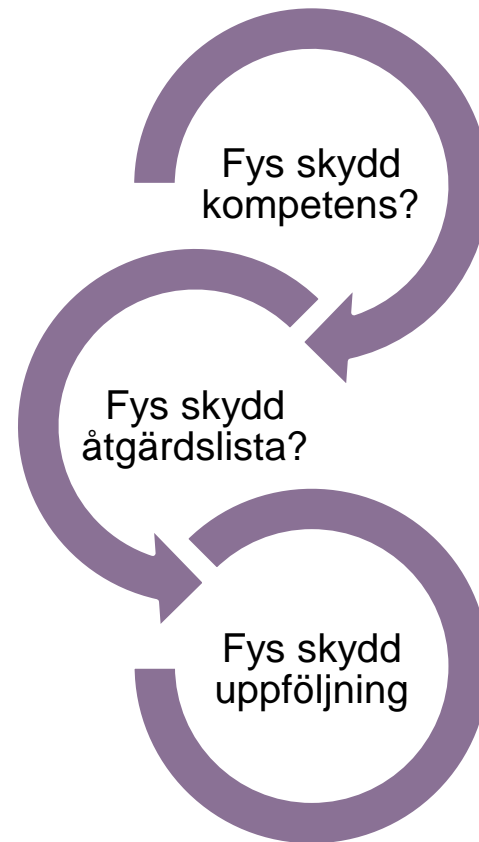 Fys skydd
kompetens?
Fys skydd
åtgärdslista?
Fys skydd
uppföljning